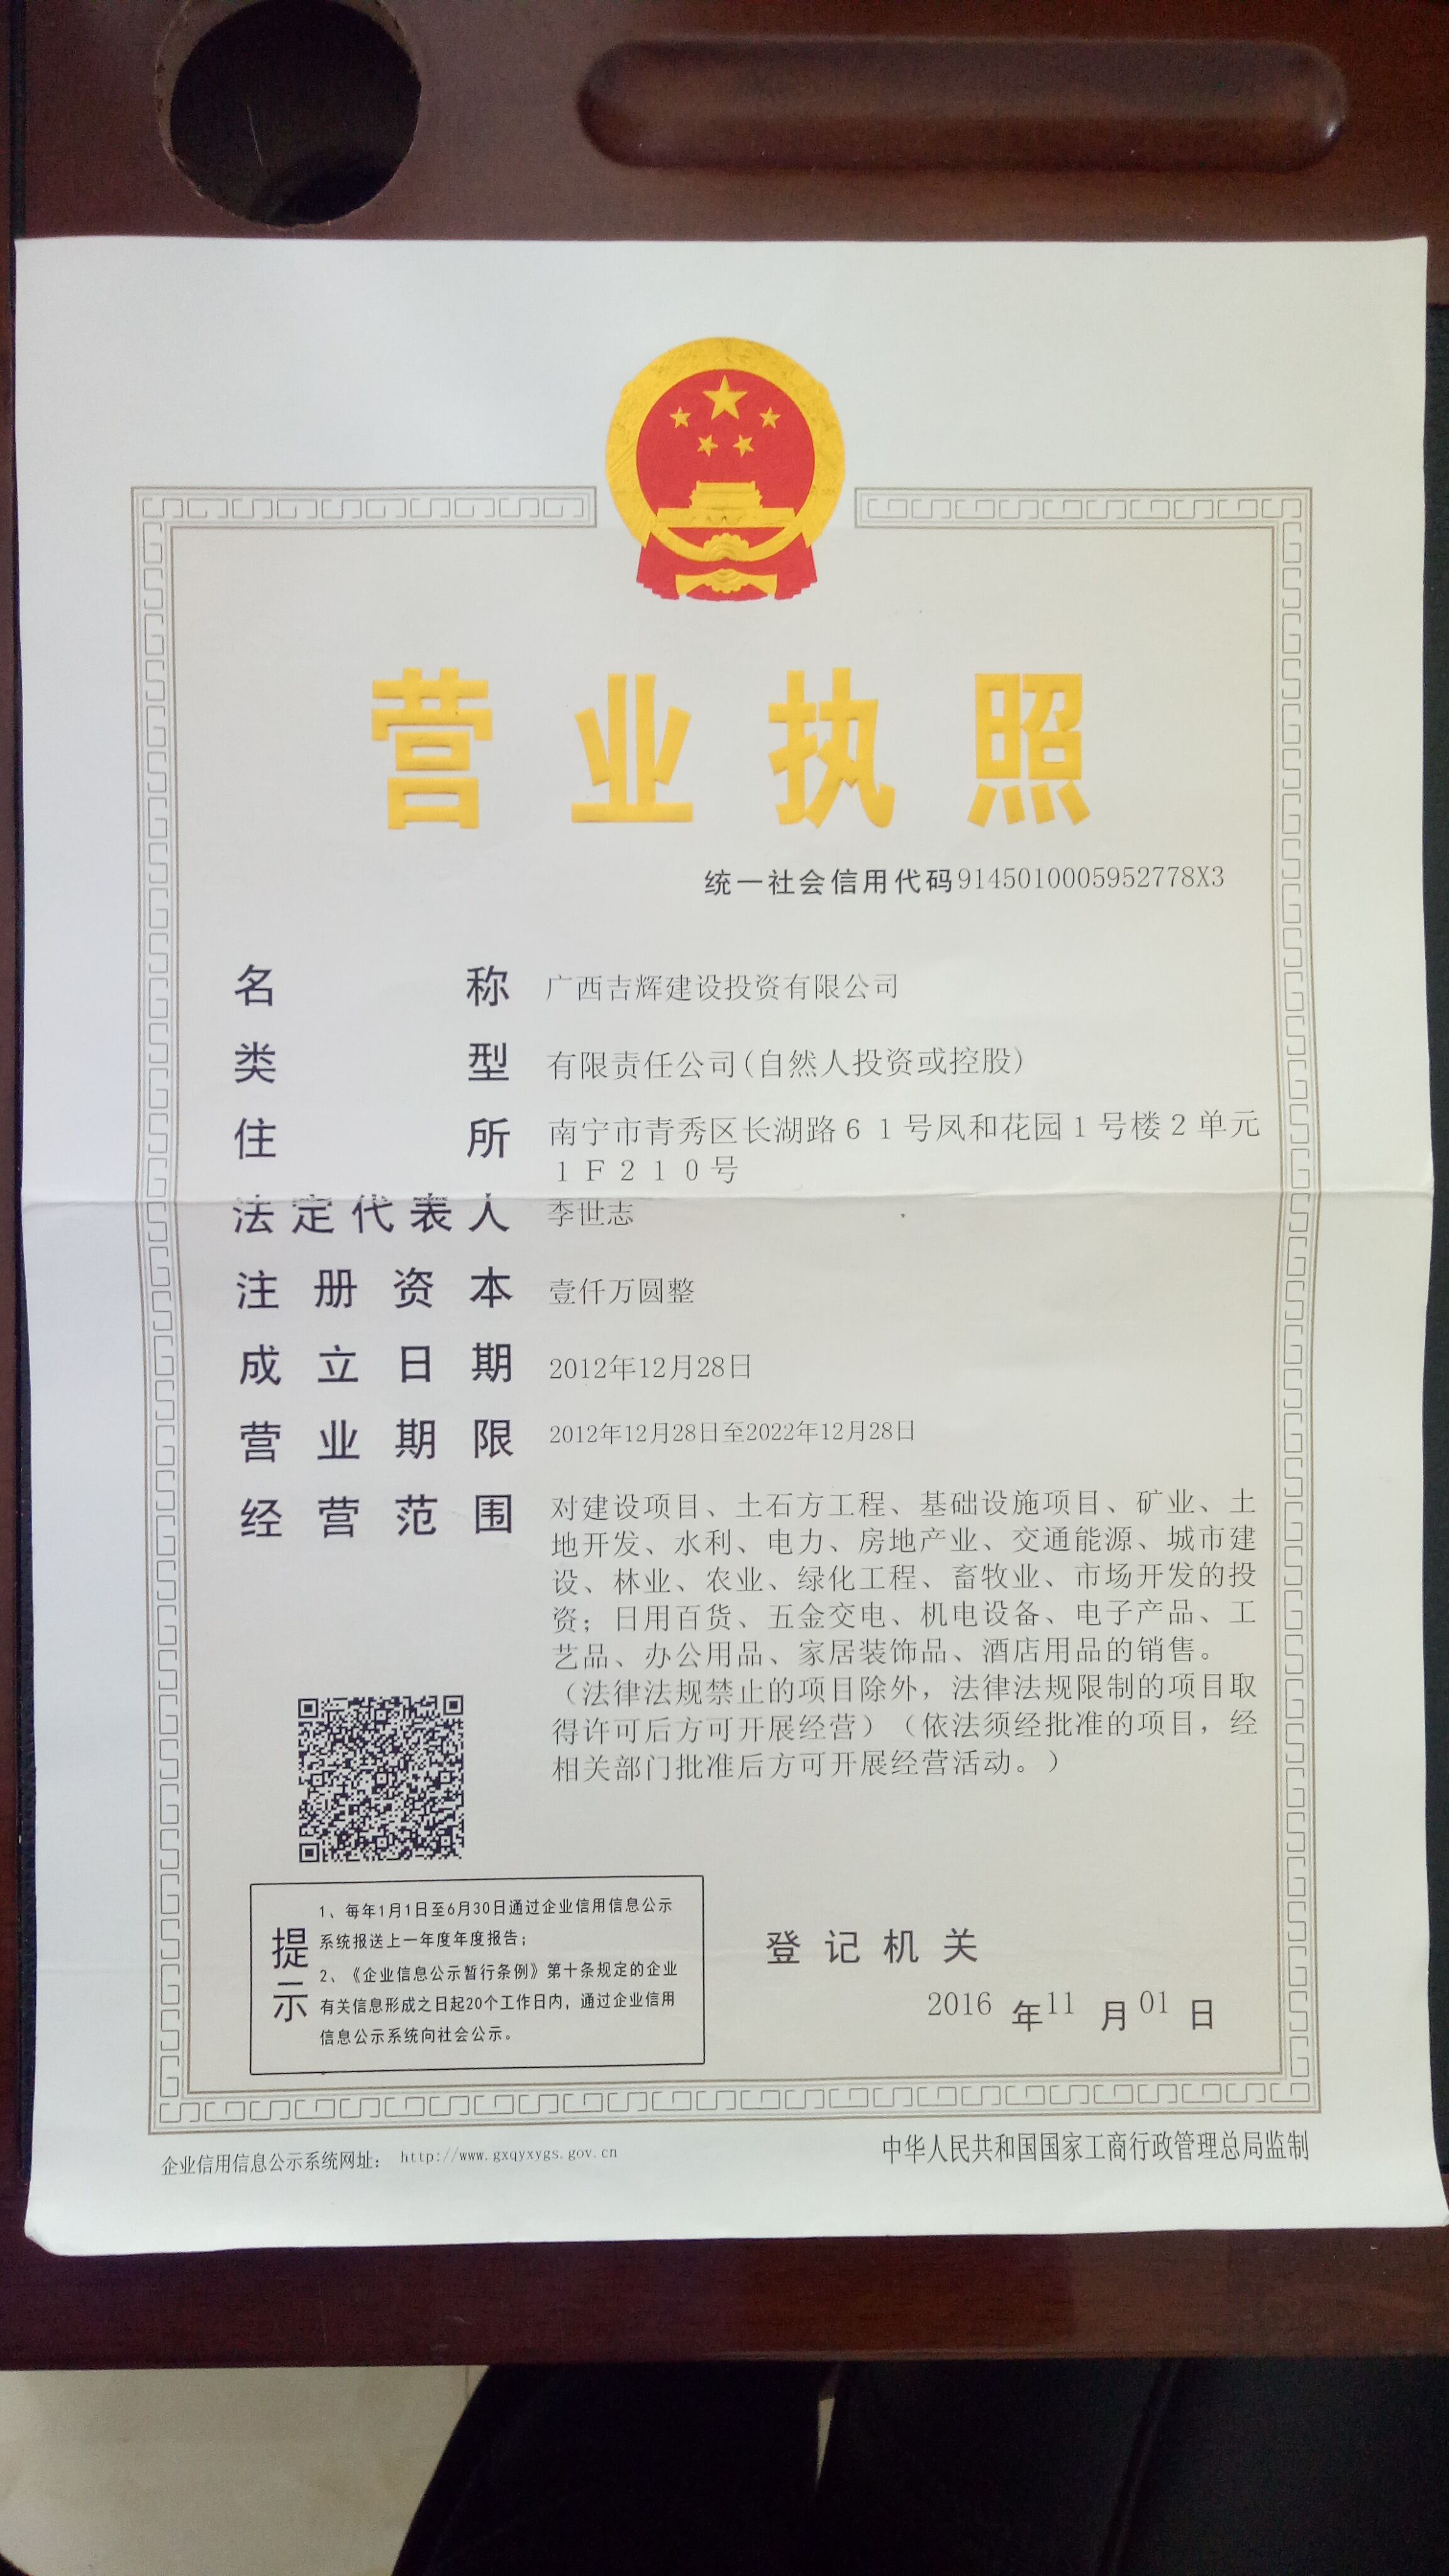 营业执照
统一社会信用代码9145010005952778X3
名称 广西吉辉建设投资有限公司
类型 有限责任公司(自然人投资或控股)
住所 南宁市青秀区长湖路６１号凤和花园１号楼２单元
１Ｆ２１０号
法定代表人 李世志
注册资本 壹仟万圆整
成立日期 2012年12月28日
营业期限 2012年12月28日至2022年12月28日
经营范围 对建设项目、土石方工程、基础设施项目、矿业、土
地开发、水利、电力、房地产业、交通能源、城市建
设、林业、农业、绿化工程、畜牧业、市场开发的投
资；日用百货、五金交电、机电设备、电子产品、工
艺品、办公用品、家居装饰品、酒店用品的销售。
（法律法规禁止的项目除外，法律法规限制的项目取
得许可后方可开展经营）（依法须经批准的项目，经
相关部门批准后方可开展经营活动。）
提示
1、每年1月1日至6月30日通过企业信用信息公示
系统报送上一年度年度报告；
2、《企业信息公示暂行条例》第十条规定的企业
有关信息形成之日起20个工作日内，通过企业信用
信息公示系统向社会公示。
登记机关
2016 年11 月01 日
企业信用信息公示系统网址： http://www.gxqyxygs.gov.cn
中华人民共和国国家工商行政管理总局监制